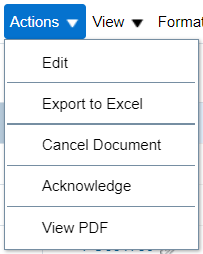 Actions View Format
Edit
Export to Excel
Cancel Document
Acknowledge
View PDF